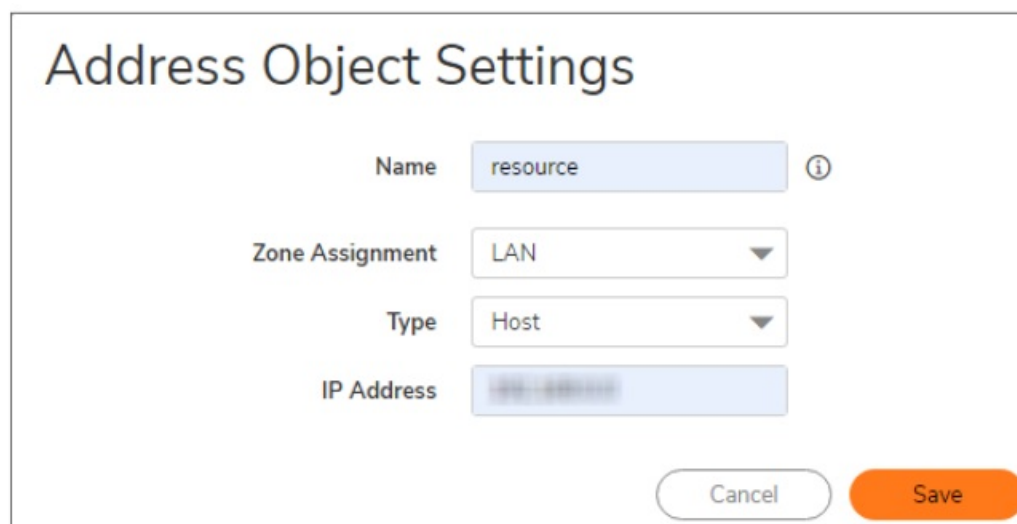 Address Object Settings
Name resource
Zone Assignment LAN
Type Host
IP Address
Cancel Save